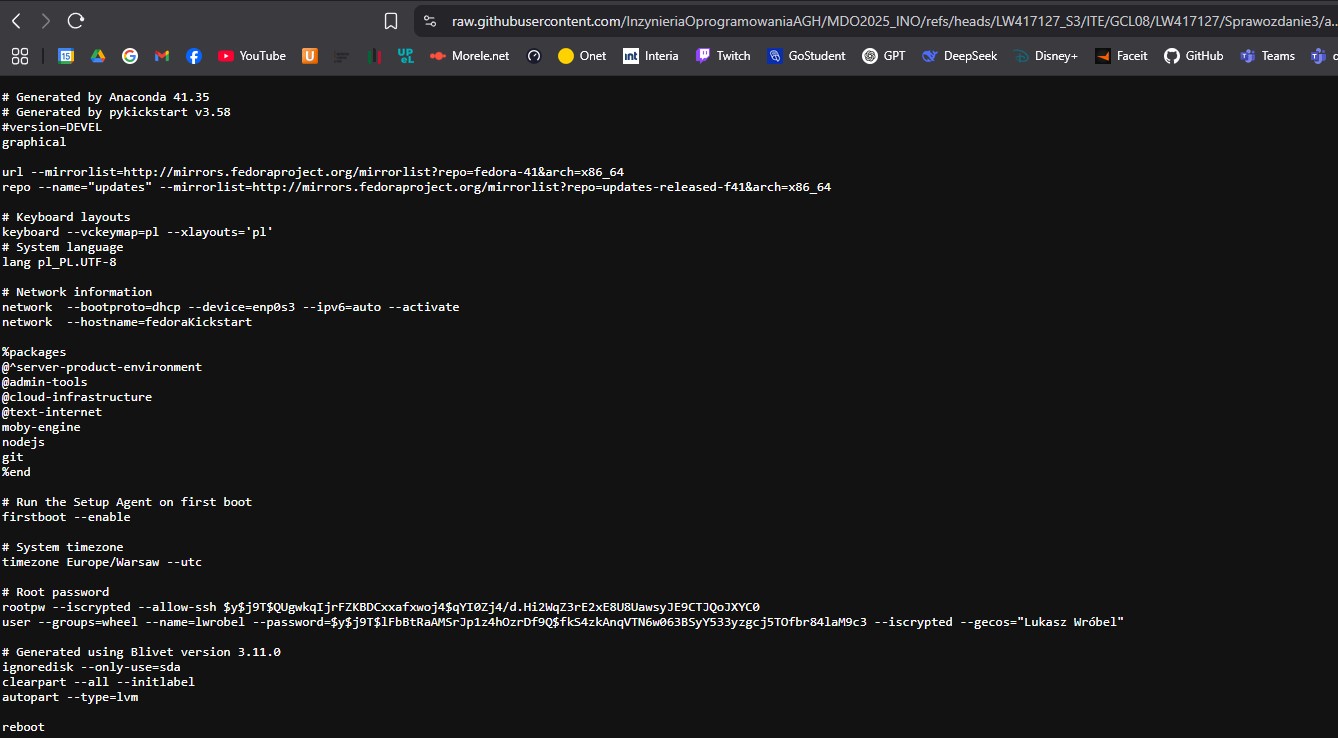 raw.githubusercontent.com/InzynieriaOprogramowaniaAGH/MDO2025_INO/refs/heads/LW417127_S3/ITE/GCL08/LW417127/Sprawozdanie3/a...
15 YouTube U UP eL Morele.net Onet int Interia Twitch GoStudent GPT DeepSeek Disney+ Faceit GitHub Teams
# Generated by Anaconda 41.35
# Generated by pykickstart v3.58
#version=DEVEL
graphical
url --mirrorlist=http://mirrors.fedoraproject.org/mirrorlist?repo=fedora-41&arch=x86_64
repo --name="updates" --mirrorlist=http://mirrors.fedoraproject.org/mirrorlist?repo=updates-released-f41&arch=x86_64
# Keyboard layouts
keyboard --vckeymap=pl --xlayouts='pl'
# System language
lang pl_PL.UTF-8
# Network information
network  --bootproto=dhcp --device=enp0s3 --ipv6=auto --activate
network  --hostname=fedoraKickstart
%packages
@^server-product-environment
@admin-tools
@cloud-infrastructure
@text-internet
moby-engine
nodejs
git
%end
# Run the Setup Agent on first boot
firstboot --enable
# System timezone
timezone Europe/Warsaw --utc
# Root password
rootpw --iscrypted --allow-ssh $y$j9T$QUgwkqIjrFZKBDCxxafxwoj4$qYI0Zj4/d.Hi2WqZ3rE2xE8U8UawsyJE9CTJQoJXYC0
user --groups=wheel --name=lwrobel --password=$y$j9T$lFbBtRaAMSrJp1z4hOzrDf9Q$fkS4zkAnqVTN6w063BSyY533yzgcj5TOfbr84laM9c3 --iscrypted --gecos="Lukasz Wróbel"
# Generated using Blivet version 3.11.0
ignoredisk --only-use=sda
clearpart --all --initlabel
autopart --type=lvm
reboot